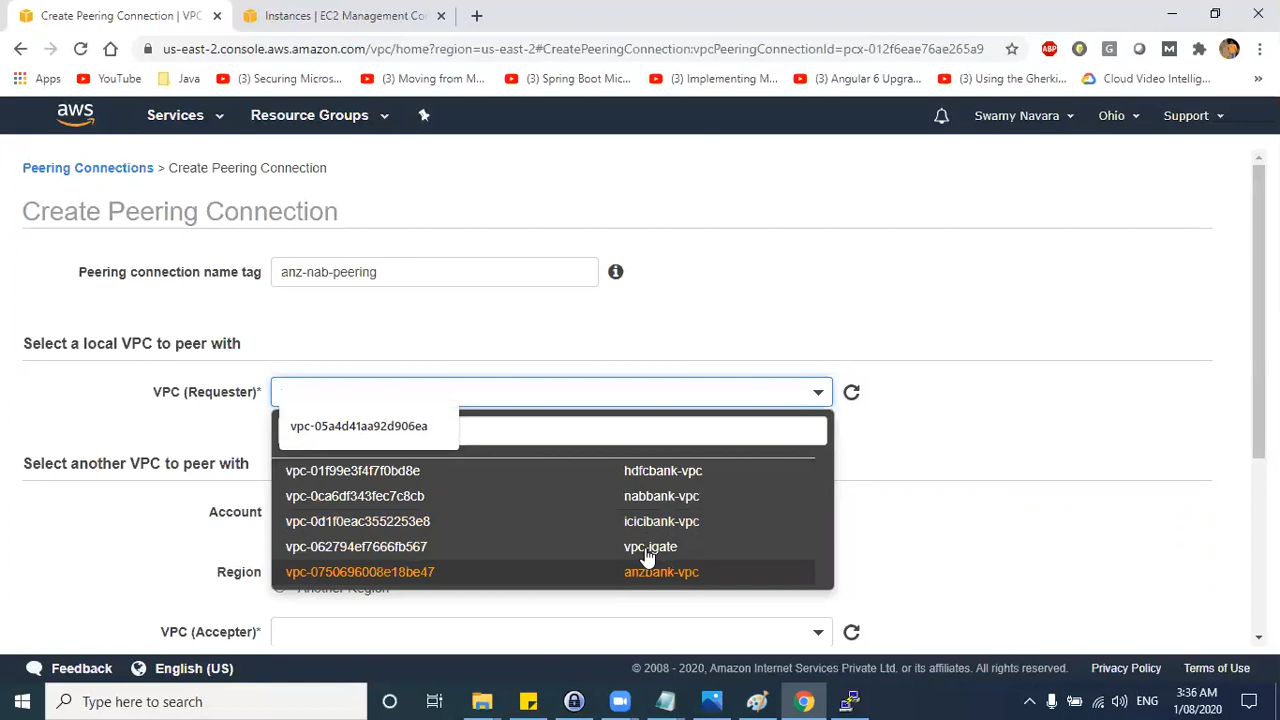 Create Peering Connection | VPC
Instances | EC2 Management Con
us-east-2.console.aws.amazon.com/vpc/home?region=us-east-2#CreatePeeringConnection:vpcPeeringConnectionId=pcx-012f6eae76ae265a9
ABP
G
M
Apps
YouTube
Java
(3) Securing Micros...
(3) Moving from M...
(3) Spring Boot Mic...
(3) Implementing M...
(3) Angular 6 Upgra...
(3) Using the Gherki...
Cloud Video Intellig...
»
aws
Services
Resource Groups
Swamy Navara
Ohio
Support
Peering Connections > Create Peering Connection
Create Peering Connection
Peering connection name tag
anz-nab-peering
Select a local VPC to peer with
VPC (Requester)*
vpc-05a4d41aa92d906ea
Select another VPC to peer with
vpc-01f99e3f4f7f0bd8e hdfcbank-vpc
vpc-0ca6df343fec7c8cb nabbank-vpc
Account
vpc-0d1f0eac3552253e8 icicibank-vpc
vpc-062794ef7666fb567 vpc-igate
Region
vpc-0750696008e18be47 anzbank-vpc
Another Region
VPC (Accepter)*
Feedback
English (US)
© 2008 - 2020, Amazon Internet Services Private Ltd. or its affiliates. All rights reserved.
Privacy Policy
Terms of Use
Type here to search
ENG
3:36 AM
1/08/2020